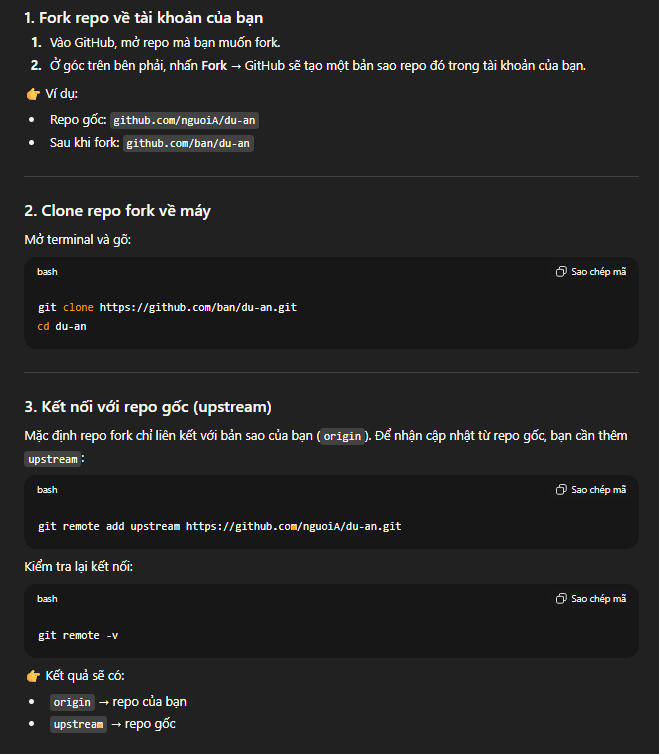 1. Fork repo về tài khoản của bạn
1. Vào GitHub, mở repo mà bạn muốn fork.
2. Ở góc trên bên phải, nhấn Fork → GitHub sẽ tạo một bản sao repo đó trong tài khoản của bạn.
👉 Ví dụ:
• Repo gốc: github.com/nguoiA/du-an
• Sau khi fork: github.com/ban/du-an
2. Clone repo fork về máy
Mở terminal và gõ:
bash Sao chép mã
git clone https://github.com/ban/du-an.git
cd du-an
3. Kết nối với repo gốc (upstream)
Mặc định repo fork chỉ liên kết với bản sao của bạn (origin). Để nhận cập nhật từ repo gốc, bạn cần thêm
upstream:
bash Sao chép mã
git remote add upstream https://github.com/nguoiA/du-an.git
Kiểm tra lại kết nối:
bash Sao chép mã
git remote -v
👉 Kết quả sẽ có:
• origin → repo của bạn
• upstream → repo gốc